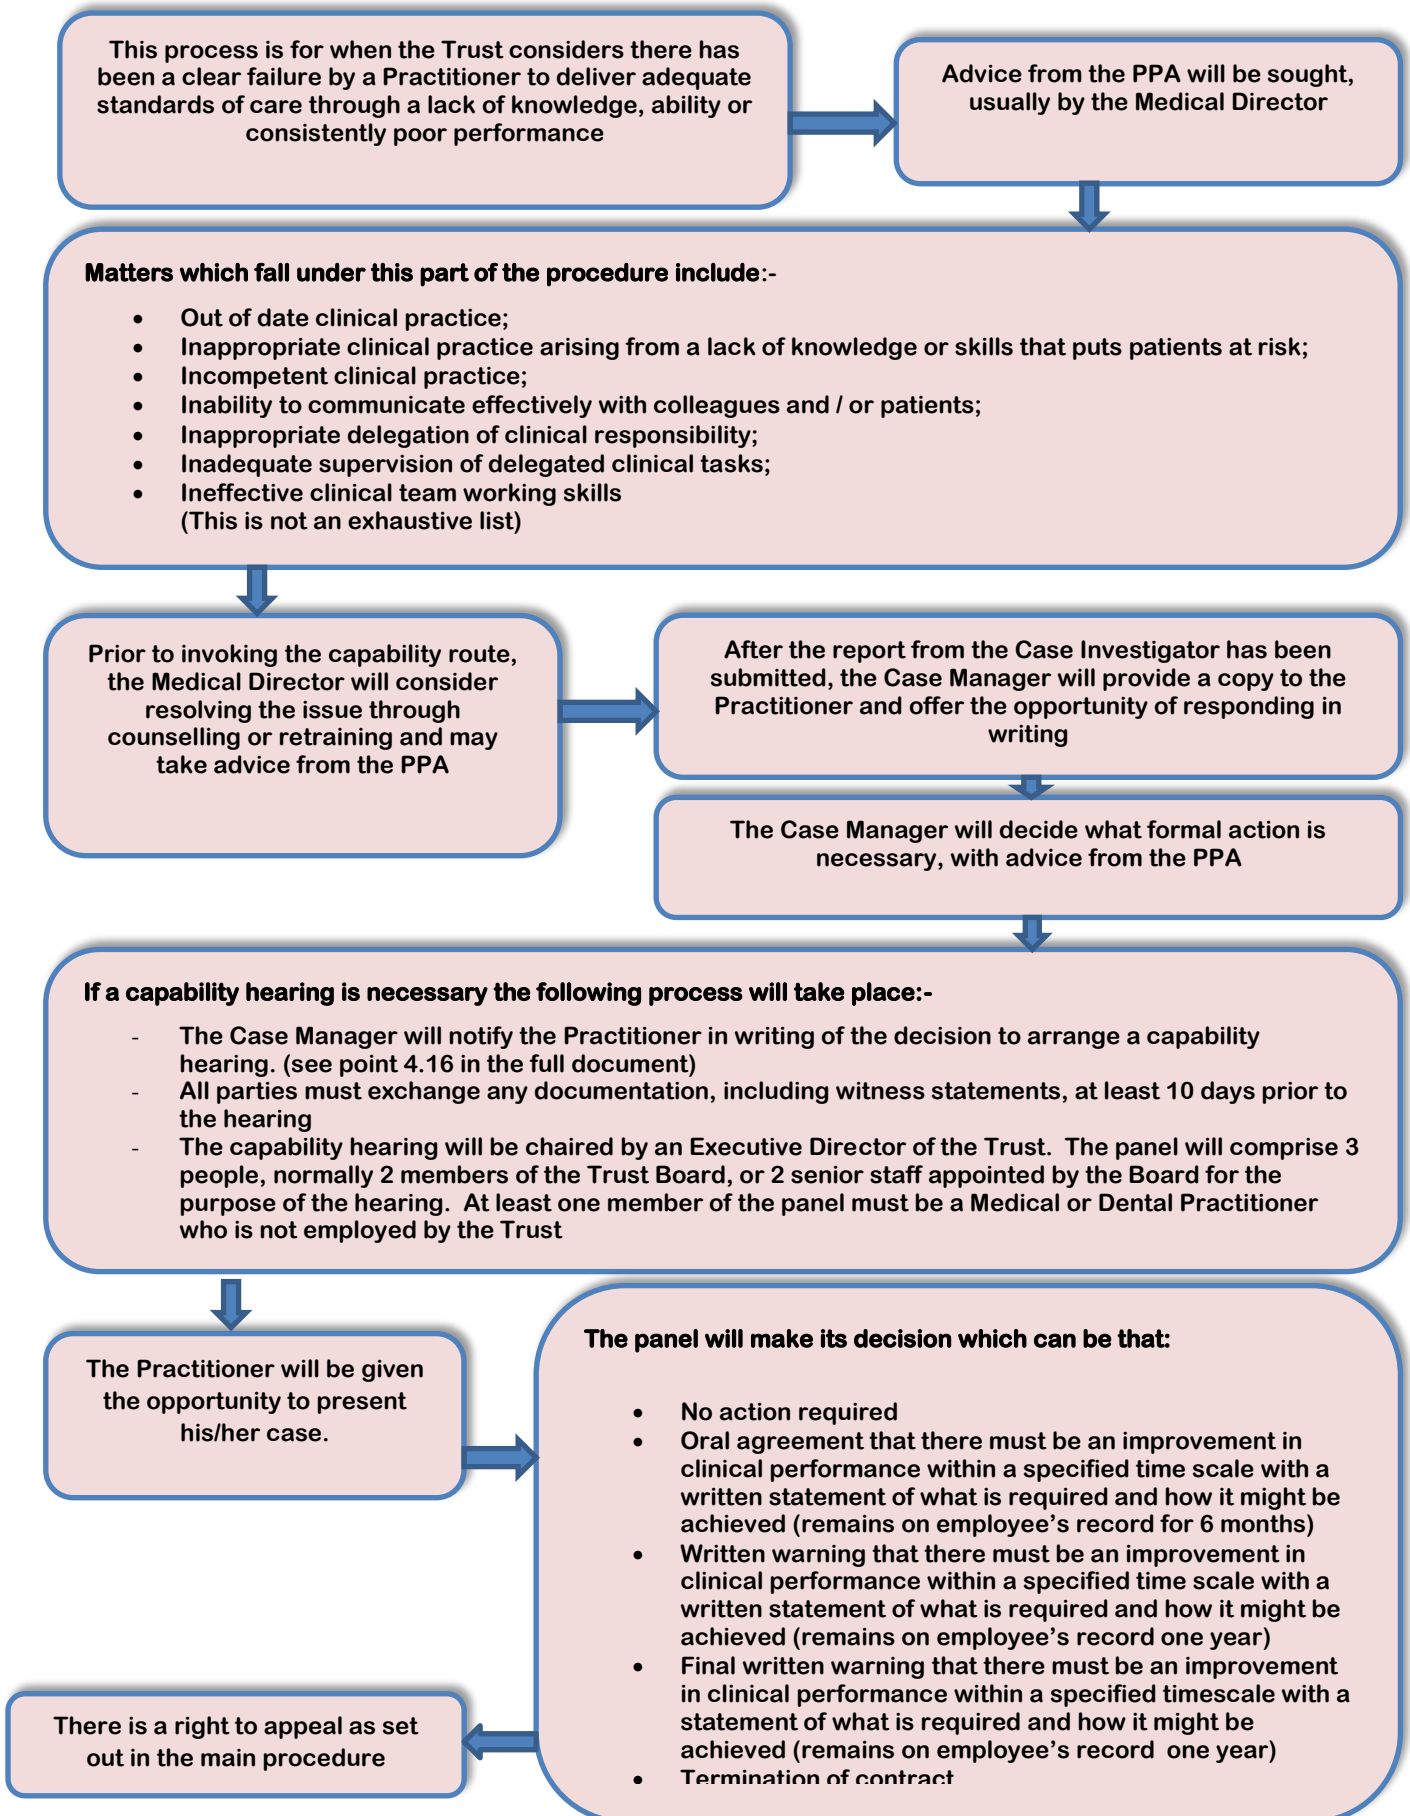 This process is for when the Trust considers there has
been a clear failure by a Practitioner to deliver adequate
standards of care through a lack of knowledge, ability or
consistently poor performance
Advice from the PPA will be sought,
usually by the Medical Director
Matters which fall under this part of the procedure include:-
• Out of date clinical practice;
• Inappropriate clinical practice arising from a lack of knowledge or skills that puts patients at risk;
• Incompetent clinical practice;
• Inability to communicate effectively with colleagues and / or patients;
• Inappropriate delegation of clinical responsibility;
• Inadequate supervision of delegated clinical tasks;
• Ineffective clinical team working skills
(This is not an exhaustive list)
Prior to invoking the capability route,
the Medical Director will consider
resolving the issue through
counselling or retraining and may
take advice from the PPA
After the report from the Case Investigator has been
submitted, the Case Manager will provide a copy to the
Practitioner and offer the opportunity of responding in
writing
The Case Manager will decide what formal action is
necessary, with advice from the PPA
If a capability hearing is necessary the following process will take place:-
- The Case Manager will notify the Practitioner in writing of the decision to arrange a capability
hearing. (see point 4.16 in the full document)
- All parties must exchange any documentation, including witness statements, at least 10 days prior to
the hearing
- The capability hearing will be chaired by an Executive Director of the Trust. The panel will comprise 3
people, normally 2 members of the Trust Board, or 2 senior staff appointed by the Board for the
purpose of the hearing. At least one member of the panel must be a Medical or Dental Practitioner
who is not employed by the Trust
The Practitioner will be given
the opportunity to present
his/her case.
The panel will make its decision which can be that:
• No action required
• Oral agreement that there must be an improvement in
clinical performance within a specified time scale with a
written statement of what is required and how it might be
achieved (remains on employee's record for 6 months)
• Written warning that there must be an improvement in
clinical performance within a specified time scale with a
written statement of what is required and how it might be
achieved (remains on employee's record one year)
• Final written warning that there must be an improvement
in clinical performance within a specified timescale with a
statement of what is required and how it might be
achieved (remains on employee's record one year)
• Termination of contract
There is a right to appeal as set
out in the main procedure